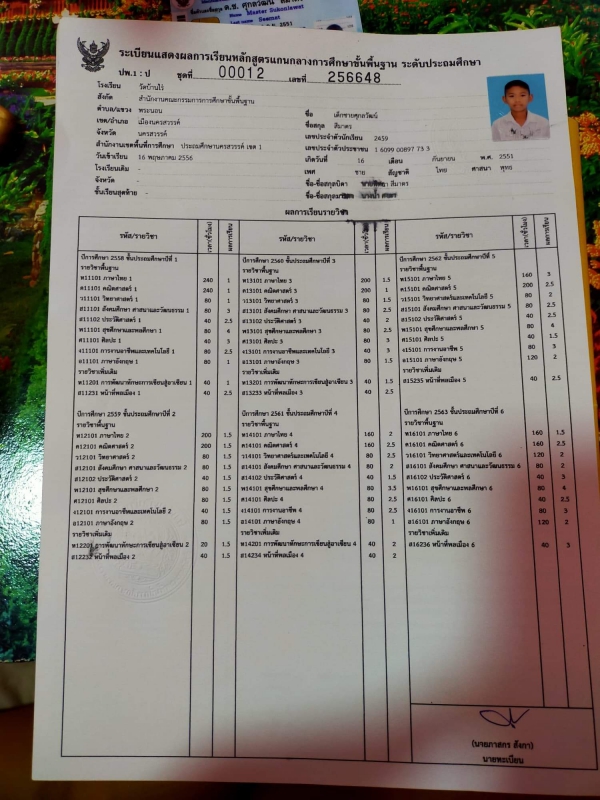 ด.ช. ศุภวัฒน์
Master Sukonlawat
Seemat
ระเบียนแสดงผลการเรียนหลักสูตรแกนกลางการศึกษาขั้นพื้นฐาน ระดับประถมศึกษา
ปพ.1 : ป ชุดที่ 00012 เลขที่ 256648
โรงเรียน วัดบ้านไร่
สังกัด สำนักงานคณะกรรมการการศึกษาขั้นพื้นฐาน
ตำบล/แขวง พระนอน
เขต/อำเภอ เมืองนครสวรรค์
จังหวัด นครสวรรค์
สำนักงานเขตพื้นที่การศึกษา ประถมศึกษานครสวรรค์ เขต 1
วันเข้าเรียน 16 พฤษภาคม 2556
โรงเรียนเดิม -
จังหวัด -
ชั้นเรียนสุดท้าย -
ชื่อ เด็กชายศุกลวัฒน์
ชื่อสกุล สีมาตร
เลขประจำตัวนักเรียน 2459
เลขประจำตัวประชาชน 1 6099 00897 73 3
เกิดวันที่ 16 เดือน กันยายน พ.ศ. 2551
เพศ ชาย สัญชาติ ไทย ศาสนา พุทธ
ชื่อ-ชื่อสกุลบิดา สีมาตร
ชื่อ-ชื่อสกุลมารดา
ผลการเรียนรายวิชา
รหัส/รายวิชา เวลา(ชั่วโมง) ผลการเรียน
ปีการศึกษา 2558 ชั้นประถมศึกษาปีที่ 1
รายวิชาพื้นฐาน
ท11101 ภาษาไทย 1 240 1
ค11101 คณิตศาสตร์ 1 240 1
ว11101 วิทยาศาสตร์ 1 80 1
ส11101 สังคมศึกษา ศาสนาและวัฒนธรรม 1 80 3
ส11102 ประวัติศาสตร์ 1 40 2.5
พ11101 สุขศึกษาและพลศึกษา 1 80 4
ศ11101 ศิลปะ 1 40 3
ง11101 การงานอาชีพและเทคโนโลยี 1 40 2.5
อ11101 ภาษาอังกฤษ 1 80 1
รายวิชาเพิ่มเติม
ท11201 การพัฒนาทักษะการเขียนสู่อาเซียน 1 40 1
ส11231 หน้าที่พลเมือง 1 40 2.5
ปีการศึกษา 2559 ชั้นประถมศึกษาปีที่ 2
รายวิชาพื้นฐาน
ท12101 ภาษาไทย 2 200 1.5
ค12101 คณิตศาสตร์ 2 200 1.5
ว12101 วิทยาศาสตร์ 2 80 1.5
ส12101 สังคมศึกษา ศาสนาและวัฒนธรรม 2 80 2
ส12102 ประวัติศาสตร์ 2 40 2
พ12101 สุขศึกษาและพลศึกษา 2 80 2
ศ12101 ศิลปะ 2 80 1.5
ง12101 การงานอาชีพและเทคโนโลยี 2 40 2.5
อ12101 ภาษาอังกฤษ 2 80 1.5
รายวิชาเพิ่มเติม
ท12201 การพัฒนาทักษะการเขียนสู่อาเซียน 2 20 1.5
ส12232 หน้าที่พลเมือง 2 40 1.5
รหัส/รายวิชา เวลา(ชั่วโมง) ผลการเรียน
ปีการศึกษา 2560 ชั้นประถมศึกษาปีที่ 3
รายวิชาพื้นฐาน
ท13101 ภาษาไทย 3 200 1.5
ค13101 คณิตศาสตร์ 3 200 1
ว13101 วิทยาศาสตร์ 3 80 1.5
ส13101 สังคมศึกษา ศาสนาและวัฒนธรรม 3 80 2.5
ส13102 ประวัติศาสตร์ 3 40 2
พ13101 สุขศึกษาและพลศึกษา 3 80 2.5
ศ13101 ศิลปะ 3 40 3
ง13101 การงานอาชีพและเทคโนโลยี 3 40 3
อ13101 ภาษาอังกฤษ 3 80 1.5
รายวิชาเพิ่มเติม
ท13201 การพัฒนาทักษะการเขียนสู่อาเซียน 3 40 1.5
ส13233 หน้าที่พลเมือง 3 40 2.5
ปีการศึกษา 2561 ชั้นประถมศึกษาปีที่ 4
รายวิชาพื้นฐาน
ท14101 ภาษาไทย 4 160 2
ค14101 คณิตศาสตร์ 4 160 2.5
ว14101 วิทยาศาสตร์และเทคโนโลยี 4 80 2.5
ส14101 สังคมศึกษา ศาสนาและวัฒนธรรม 4 80 2
ส14102 ประวัติศาสตร์ 4 40 1.5
พ14101 สุขศึกษาและพลศึกษา 4 80 3.5
ศ14101 ศิลปะ 4 80 2.5
ง14101 การงานอาชีพ 4 80 2.5
อ14101 ภาษาอังกฤษ 4 80 1
รายวิชาเพิ่มเติม
ท14201 การพัฒนาทักษะการเขียนสู่อาเซียน 4 40 2
ส14234 หน้าที่พลเมือง 4 40 2
รหัส/รายวิชา เวลา(ชั่วโมง) ผลการเรียน
ปีการศึกษา 2562 ชั้นประถมศึกษาปีที่ 5
รายวิชาพื้นฐาน
ท15101 ภาษาไทย 5 160 3
ค15101 คณิตศาสตร์ 5 200 2.5
ว15101 วิทยาศาสตร์และเทคโนโลยี 5 80 2
ส15101 สังคมศึกษา ศาสนาและวัฒนธรรม 5 80 2.5
ส15102 ประวัติศาสตร์ 5 40 2.5
พ15101 สุขศึกษาและพลศึกษา 5 80 4
ศ15101 ศิลปะ 5 40 1.5
ง15101 การงานอาชีพ 5 80 3
อ15101 ภาษาอังกฤษ 5 120 2
รายวิชาเพิ่มเติม
ส15235 หน้าที่พลเมือง 5 40 2.5
ปีการศึกษา 2563 ชั้นประถมศึกษาปีที่ 6
รายวิชาพื้นฐาน
ท16101 ภาษาไทย 6 160 1.5
ค16101 คณิตศาสตร์ 6 160 2.5
ว16101 วิทยาศาสตร์และเทคโนโลยี 6 120 2
ส16101 สังคมศึกษา ศาสนาและวัฒนธรรม 6 80 2
ส16102 ประวัติศาสตร์ 6 40 3
พ16101 สุขศึกษาและพลศึกษา 6 80 4
ศ16101 ศิลปะ 6 40 2.5
ง16101 การงานอาชีพ 6 80 3
อ16101 ภาษาอังกฤษ 6 120 2
รายวิชาเพิ่มเติม
ส16236 หน้าที่พลเมือง 6 40 3
(นายภาสกร สังกา)
นายทะเบียน